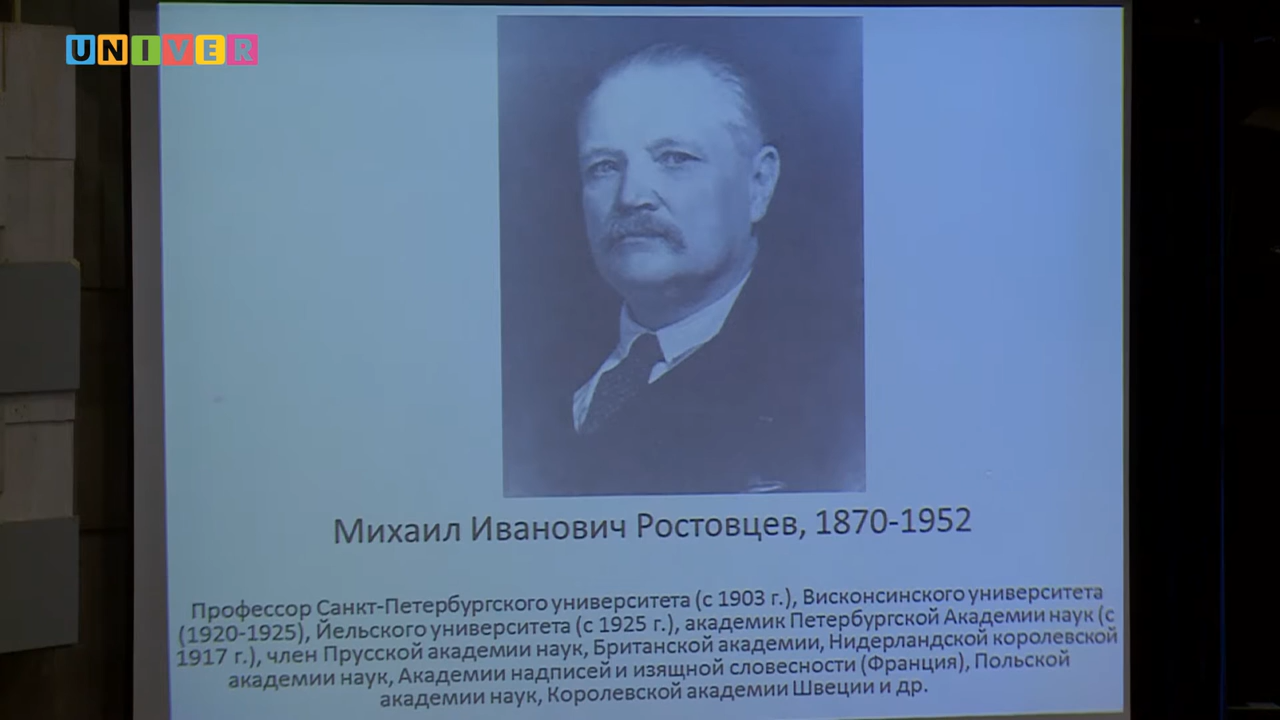 UNIVER
Михаил Иванович Ростовцев, 1870-1952
Профессор Санкт-Петербургского университета (с 1903 г.), Висконсинского университета
(1920-1925), Йельского университета (с 1925 г.), академик Петербургской Академии наук (с
1917 г.), член Прусской академии наук, Британской академии, Нидерландской королевской
академии наук, Академии надписей и изящной словесности (Франция), Польской
академии наук, Королевской академии Швеции и др.